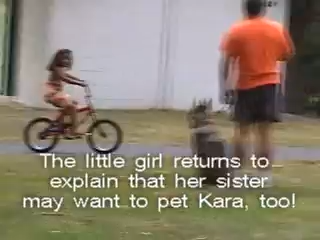 The little girl returns to
explain that her sister
may want to pet Kara, too!